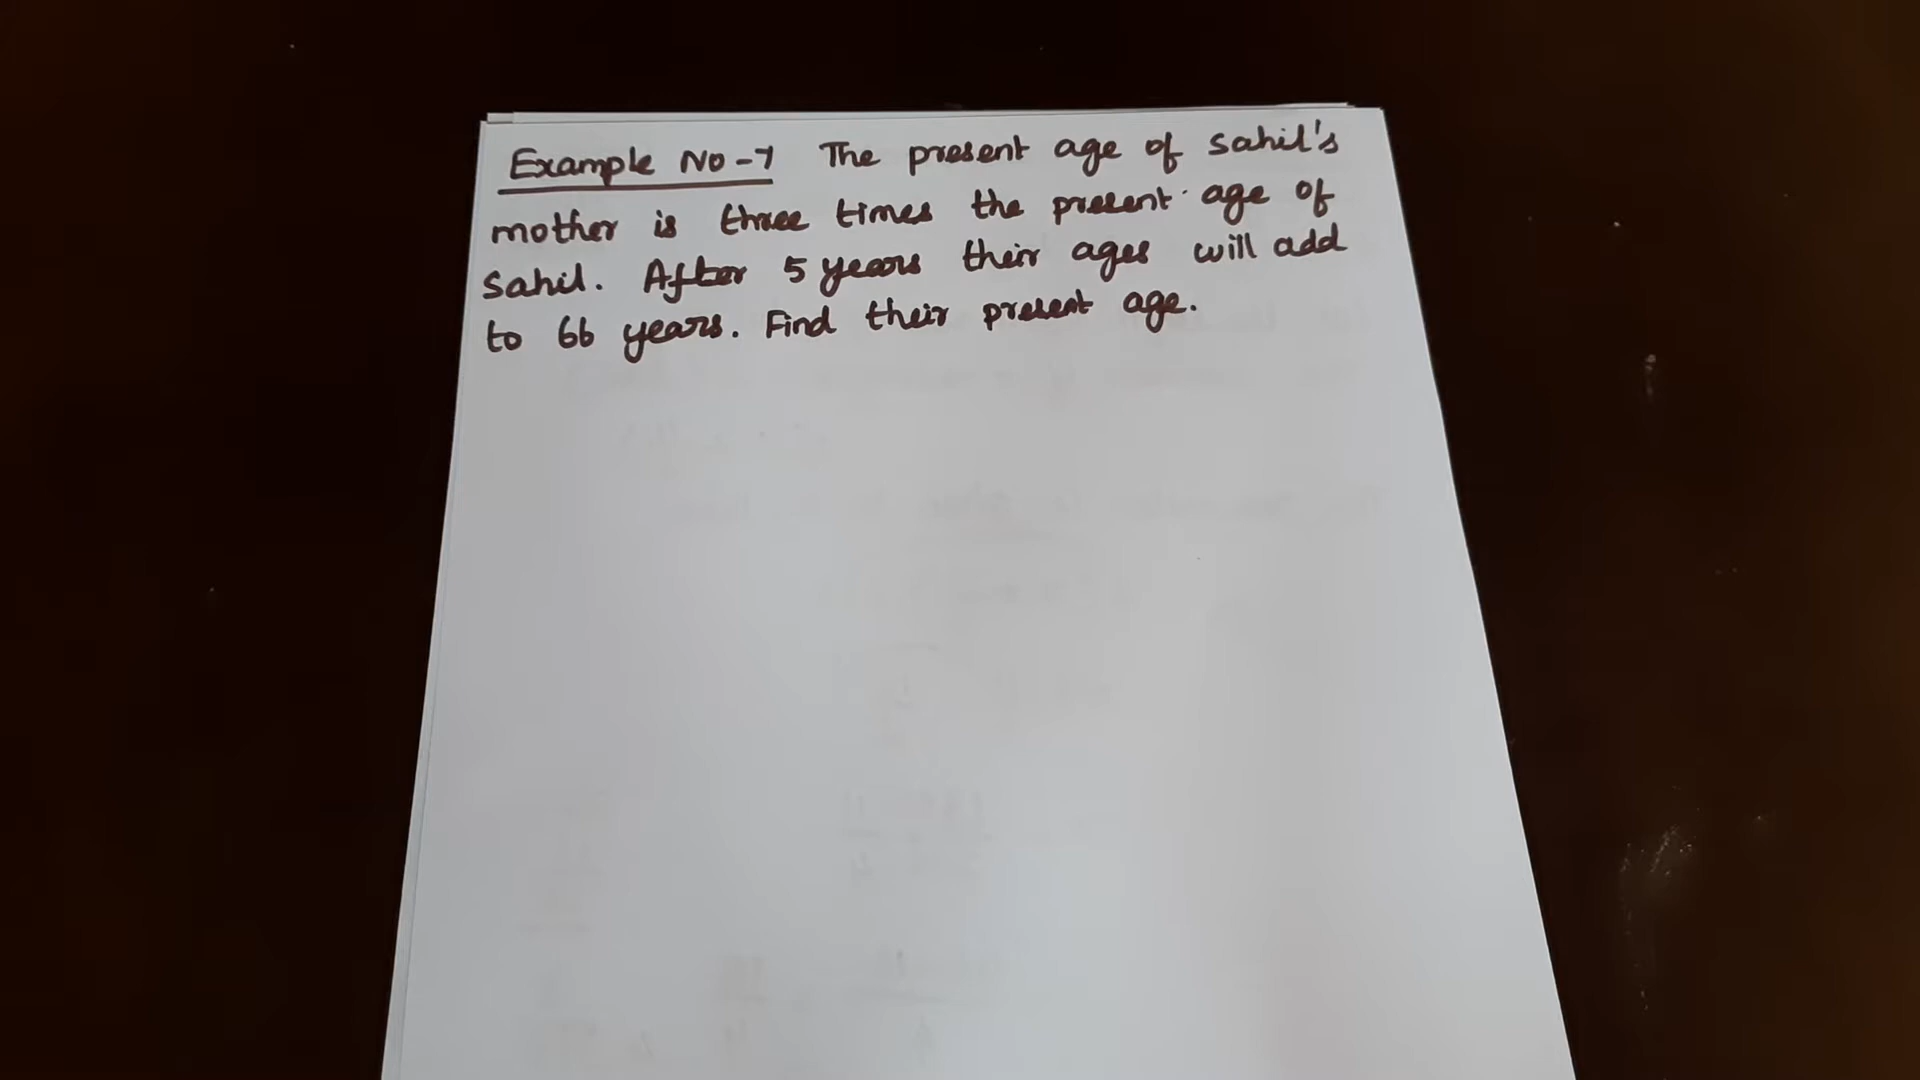 Example No-7 The present age of Sahil's
mother is three times the present age of
Sahil. After 5 years their ages will add
to 66 years. Find their present age.